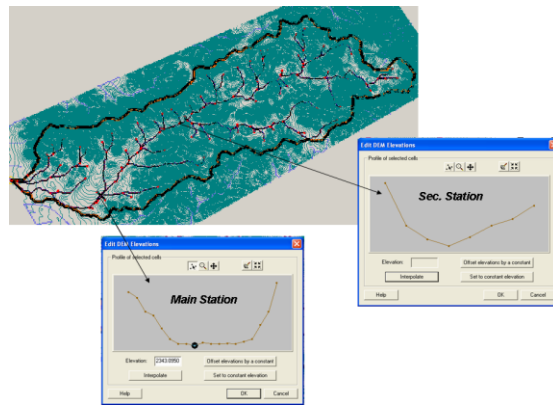 Edit DEM Elevations
Profile of selected cells
Sec. Station
Elevation:
Offset elevations by a constant
Interpolate
Set to constant elevation
Help
OK
Cancel
Edit DEM Elevations
Profile of selected cells
Main Station
Elevation:
2343.0950
Offset elevations by a constant
Interpolate
Set to constant elevation
Help
OK
Cancel